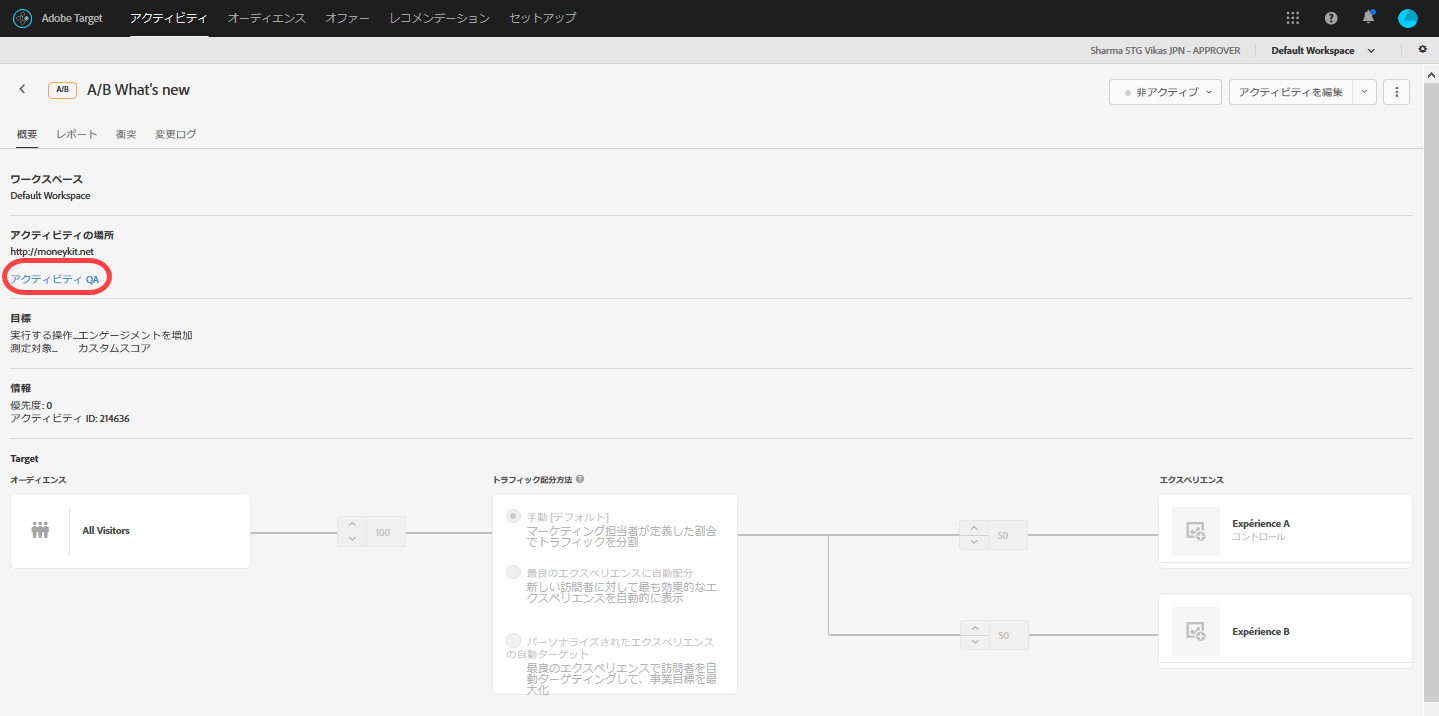 Adobe Target アクティビティ オーディエンス オファー レコメンデーション セットアップ
Sharma STG Vikas JPN - APPROVER Default Workspace
A/B A/B What's new
非アクティブ アクティビティを編集
概要 レポート 衝突 変更ログ
ワークスペース
Default Workspace
アクティビティの場所
http://moneykit.net
アクティビティ QA
目標
実行する操作... エンゲージメントを増加
測定対象... カスタムスコア
情報
優先度: 0
アクティビティ ID: 214636
Target
オーディエンス
All Visitors
100
トラフィック配分方法
手動 [デフォルト]
マーケティング担当者が定義した割合
でトラフィックを分割
最良のエクスペリエンスに自動配分
新しい訪問者に対して最も効果的なエ
クスペリエンスを自動的に表示
パーソナライズされたエクスペリエンス
の自動ターゲット
最良のエクスペリエンスで訪問者を自
動ターゲティングして、事業目標を最
大化
50
50
エクスペリエンス
Expérience A
コントロール
Expérience B